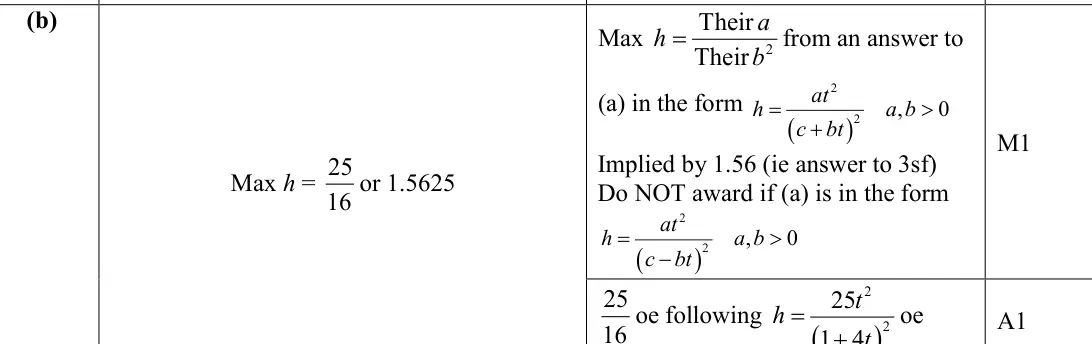 (b)
Max h = 25/16 or 1.5625
Max h = Their a / Their b² from an answer to
(a) in the form h = at² / (c + bt)²   a, b > 0
Implied by 1.56 (ie answer to 3sf)
Do NOT award if (a) is in the form
h = at² / (c − bt)²   a, b > 0
M1
25/16 oe following h = 25t² / (1 + 4t)² oe
A1